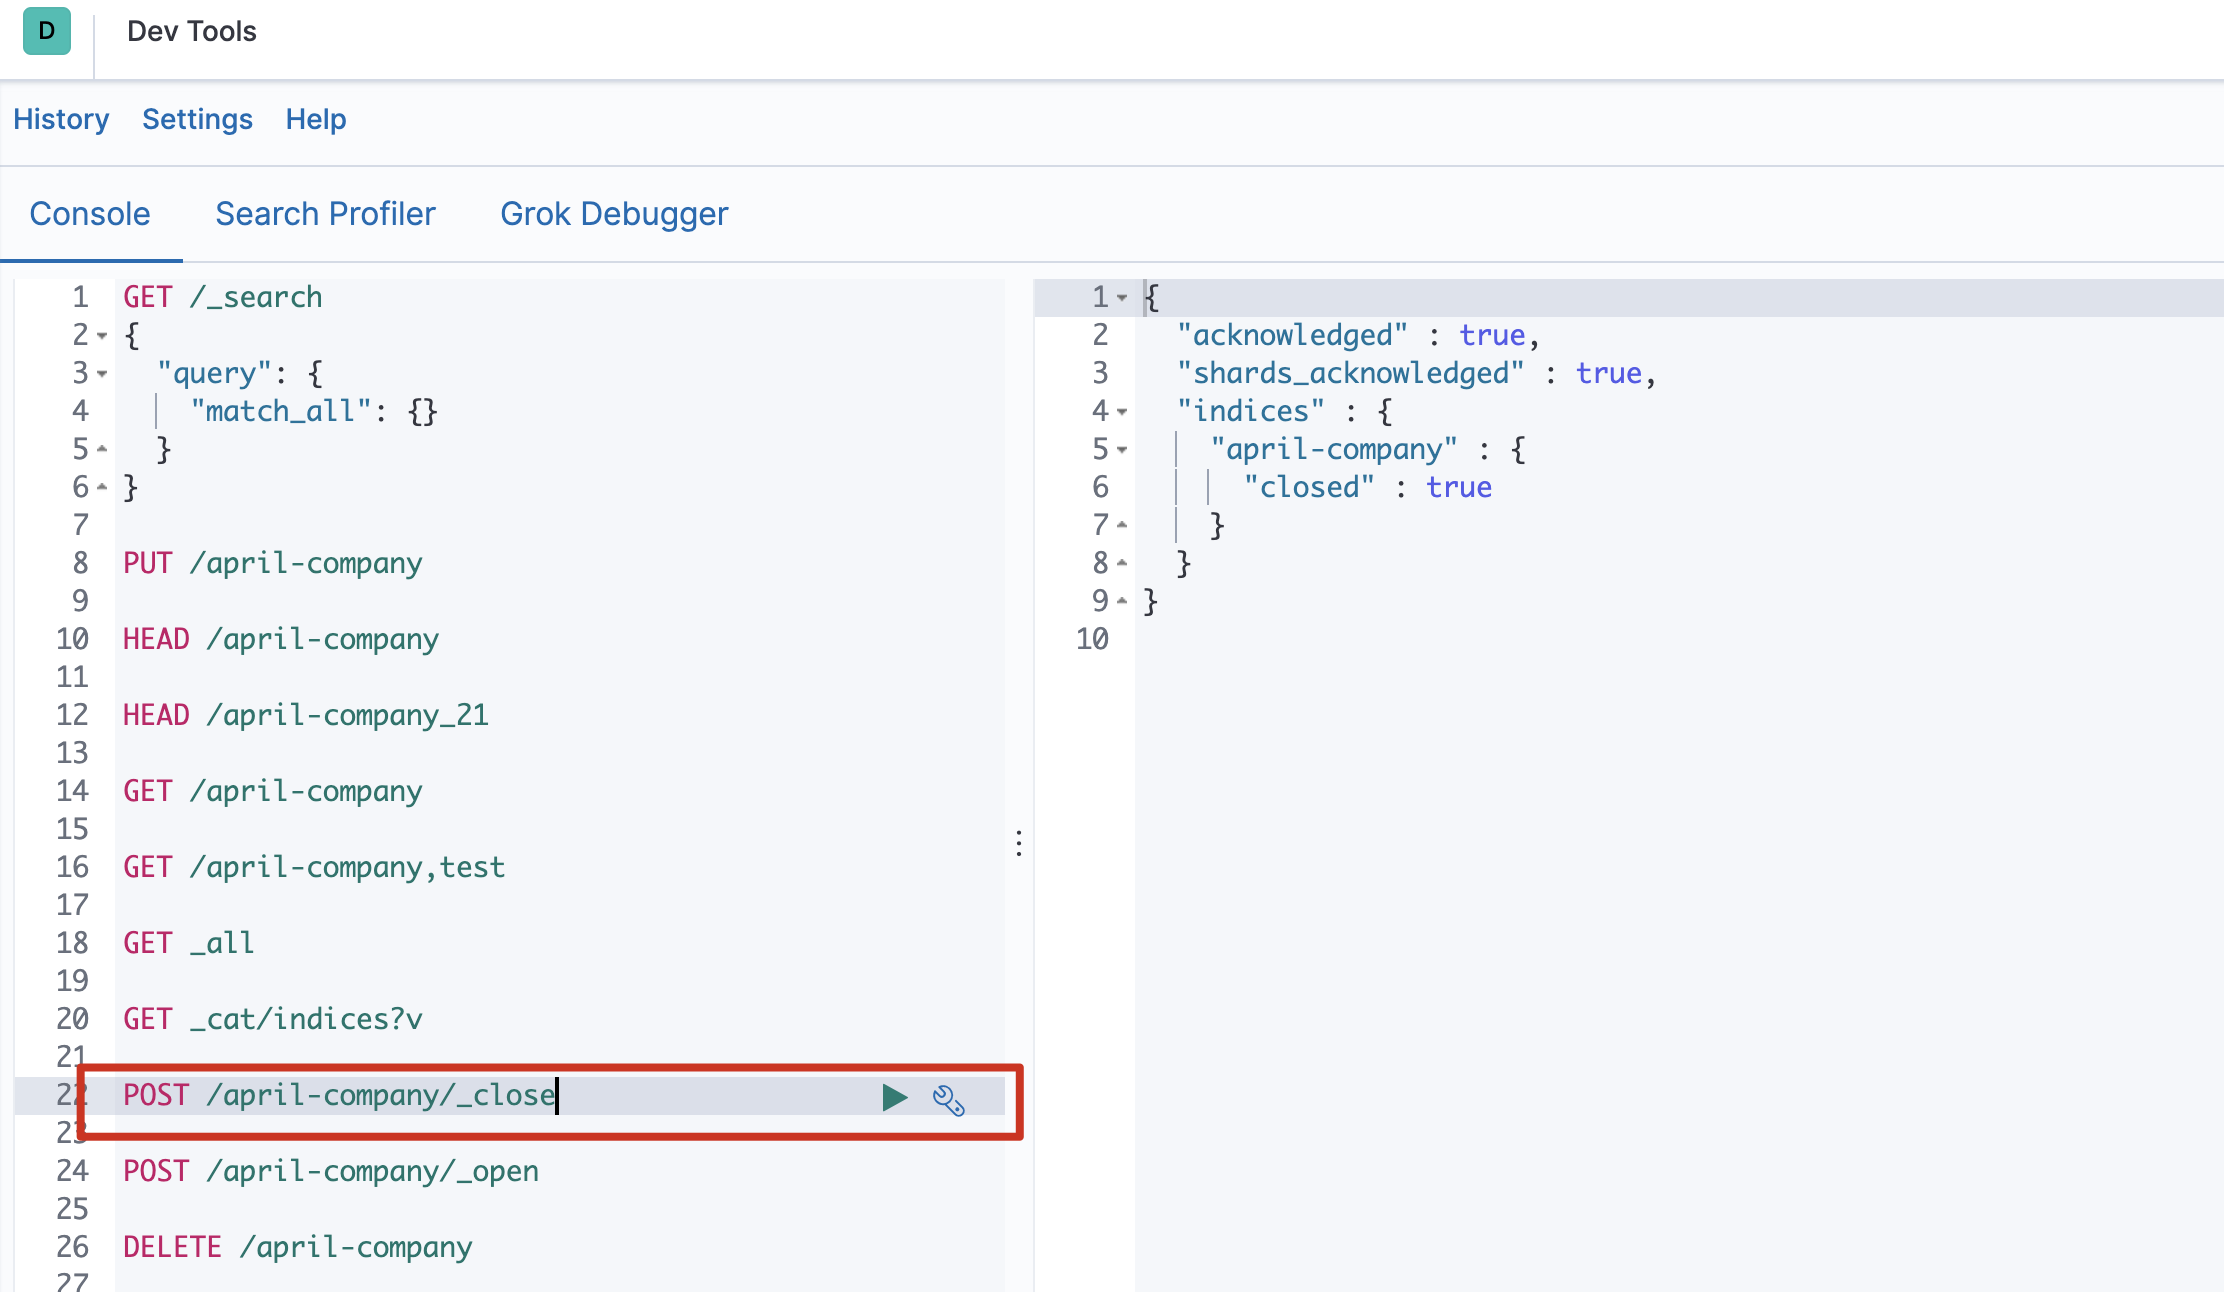 D
Dev Tools
History Settings Help
Console Search Profiler Grok Debugger
1 GET /_search
2 {
3 "query": {
4 "match_all": {}
5 }
6 }
7
8 PUT /april-company
9
10 HEAD /april-company
11
12 HEAD /april-company_21
13
14 GET /april-company
15
16 GET /april-company,test
17
18 GET _all
19
20 GET _cat/indices?v
21
22 POST /april-company/_close
23
24 POST /april-company/_open
25
26 DELETE /april-company
27
1 {
2 "acknowledged" : true,
3 "shards_acknowledged" : true,
4 "indices" : {
5 "april-company" : {
6 "closed" : true
7 }
8 }
9 }
10